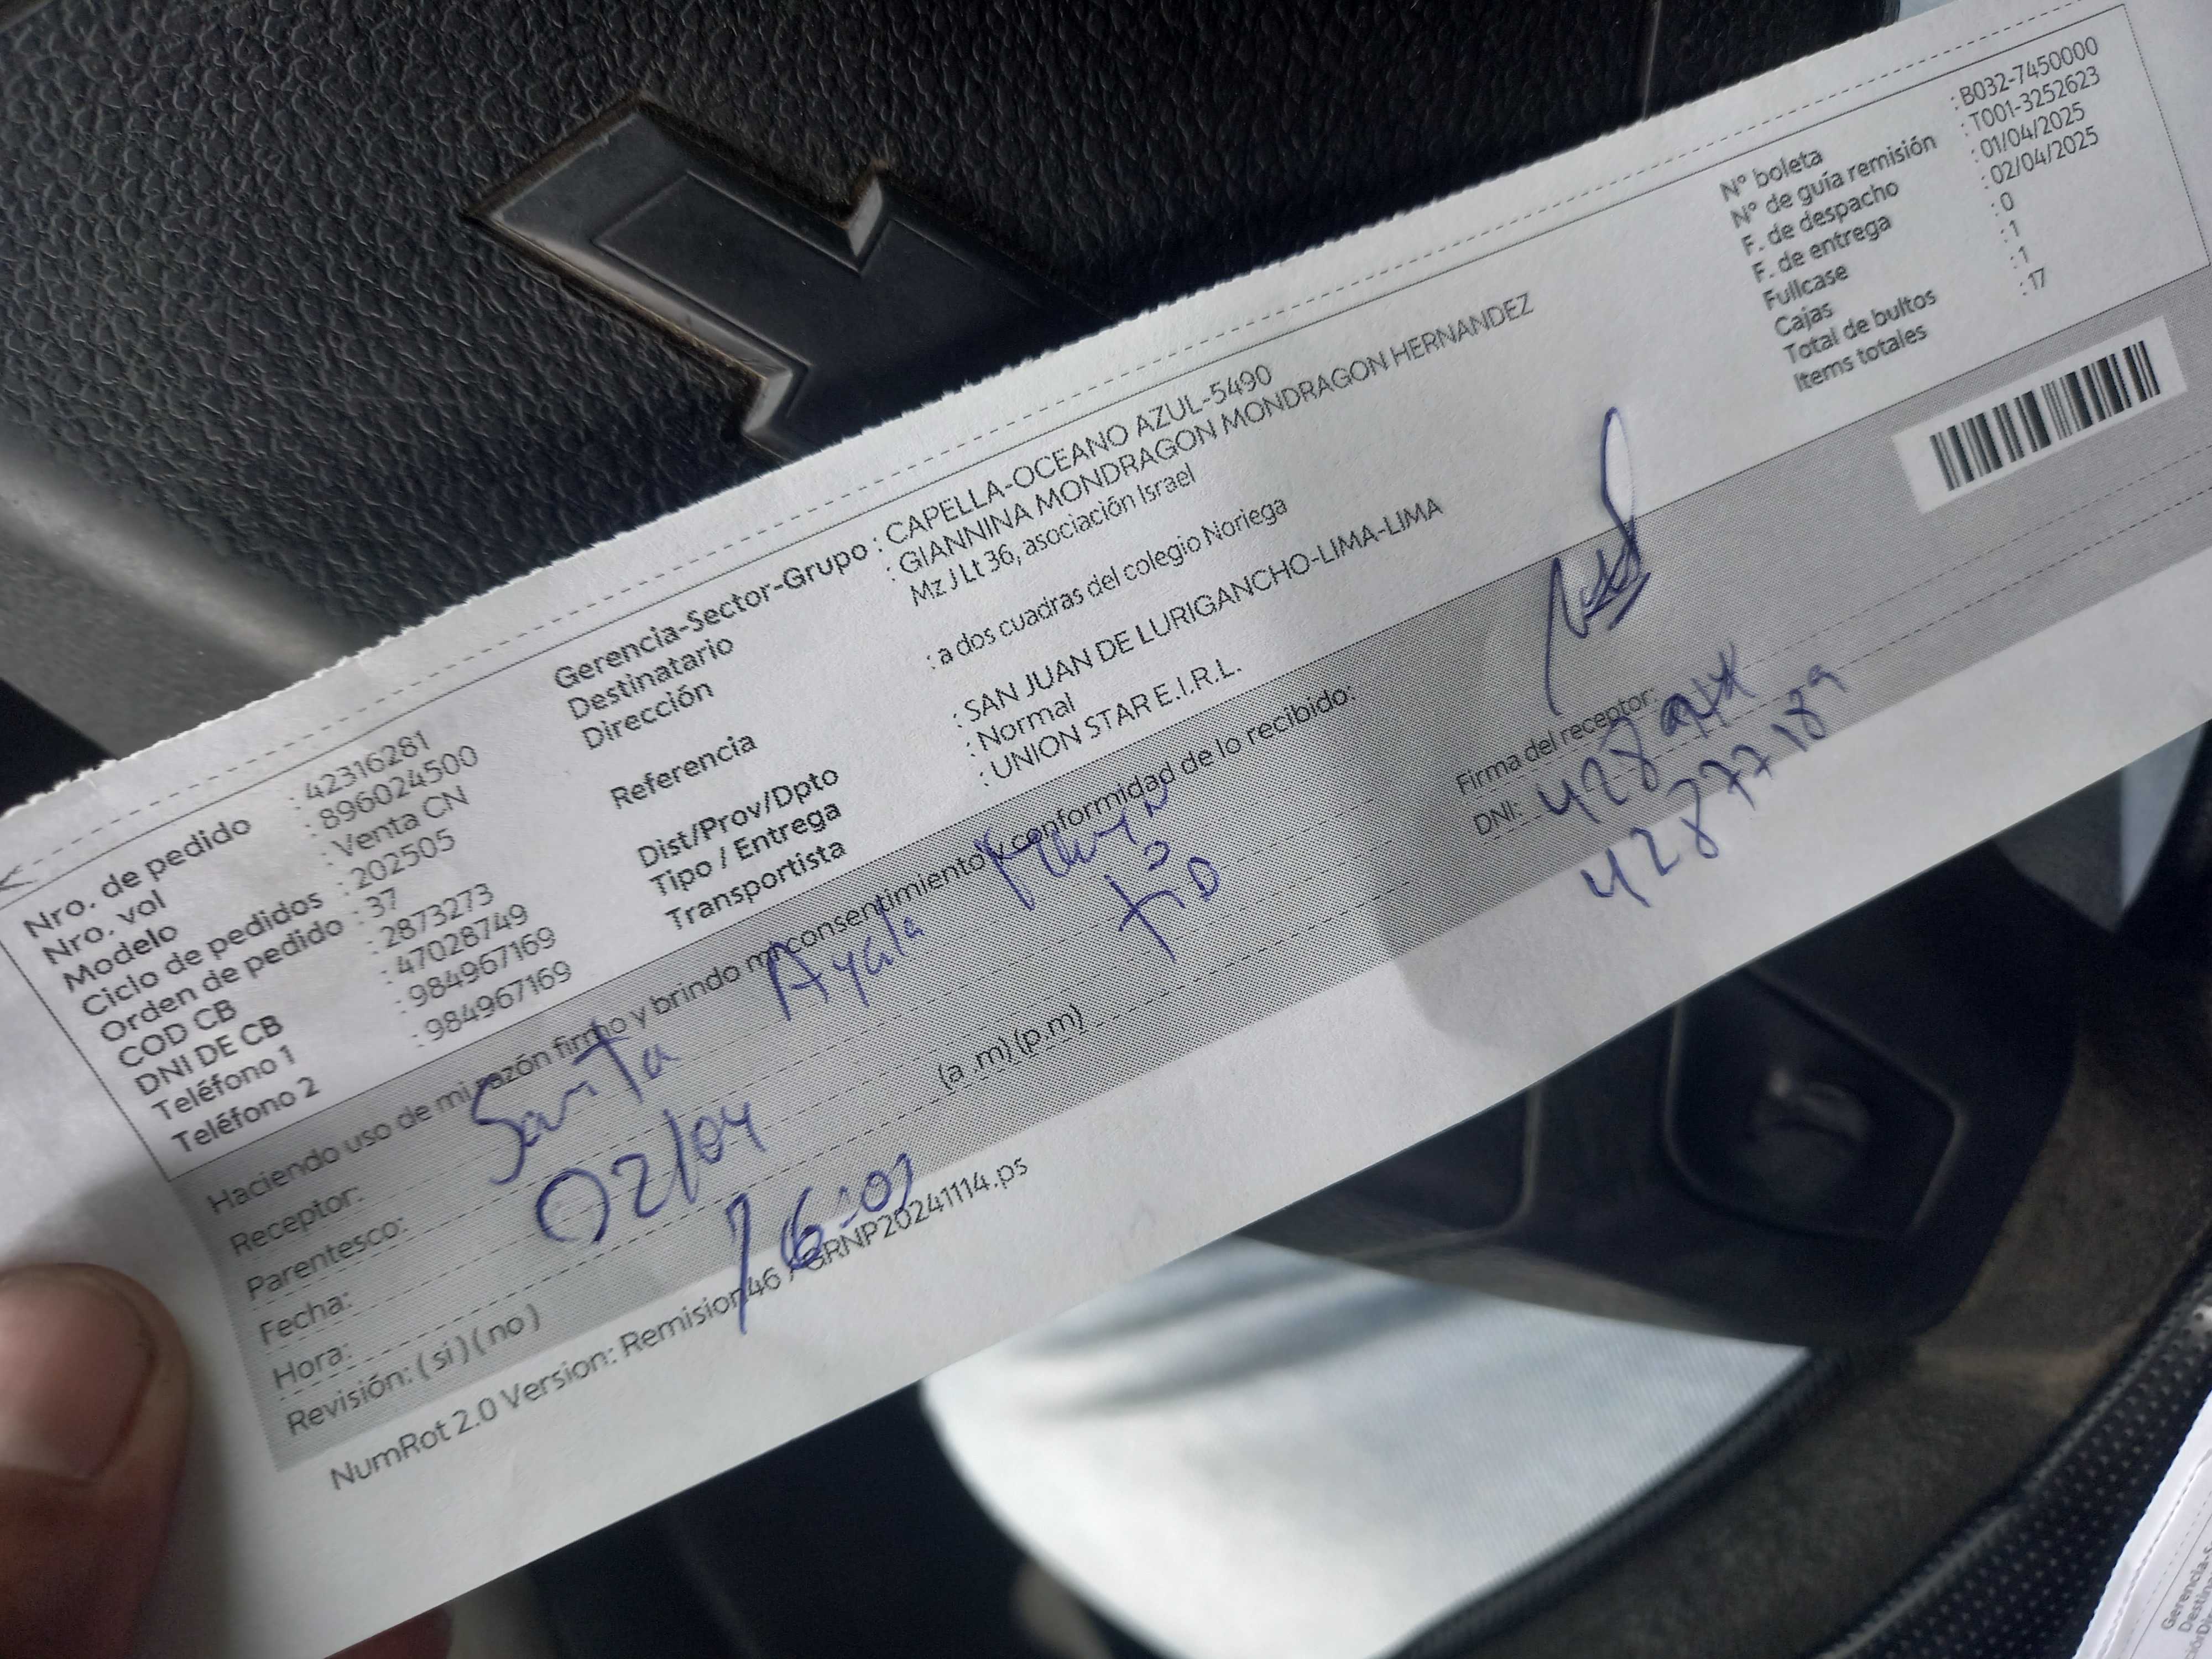 Nro. de pedido : 42316281
Nro. vol : 896024500
Modelo : Venta CN
Ciclo de pedidos : 202505
Orden de pedido : 37
COD CB : 2873273
DNI DE CB : 47028749
Teléfono 1 : 984967169
Teléfono 2 : 984967169
Gerencia-Sector-Grupo : CAPELLA-OCEANO AZUL-5490
Destinatario : GIANNINA MONDRAGON MONDRAGON HERNANDEZ
Dirección Mz J Lt 36, asociación Israel
Referencia : a dos cuadras del colegio Noriega
Dist/Prov/Dpto : SAN JUAN DE LURIGANCHO-LIMA-LIMA
Tipo / Entrega : Normal
Transportista : UNION STAR E.I.R.L.
N° boleta : B032-7450000
N° de guía remisión : T001-3252623
F. de despacho : 01/04/2025
F. de entrega : 02/04/2025
Fullcase : 0
Cajas : 1
Total de bultos : 1
Items totales : 17
Haciendo uso de mi razón firmo y brindo mi consentimiento y conformidad de lo recibido:
Receptor: Santa Ayala
Parentesco:
Fecha: 02/04
Hora: 16:01 (a .m) (p.m)
Revisión: ( si ) ( no )
Firma del receptor:
DNI: 428
42877189
NumRot 2.0 Version: Remision46 / GRNP20241114.ps